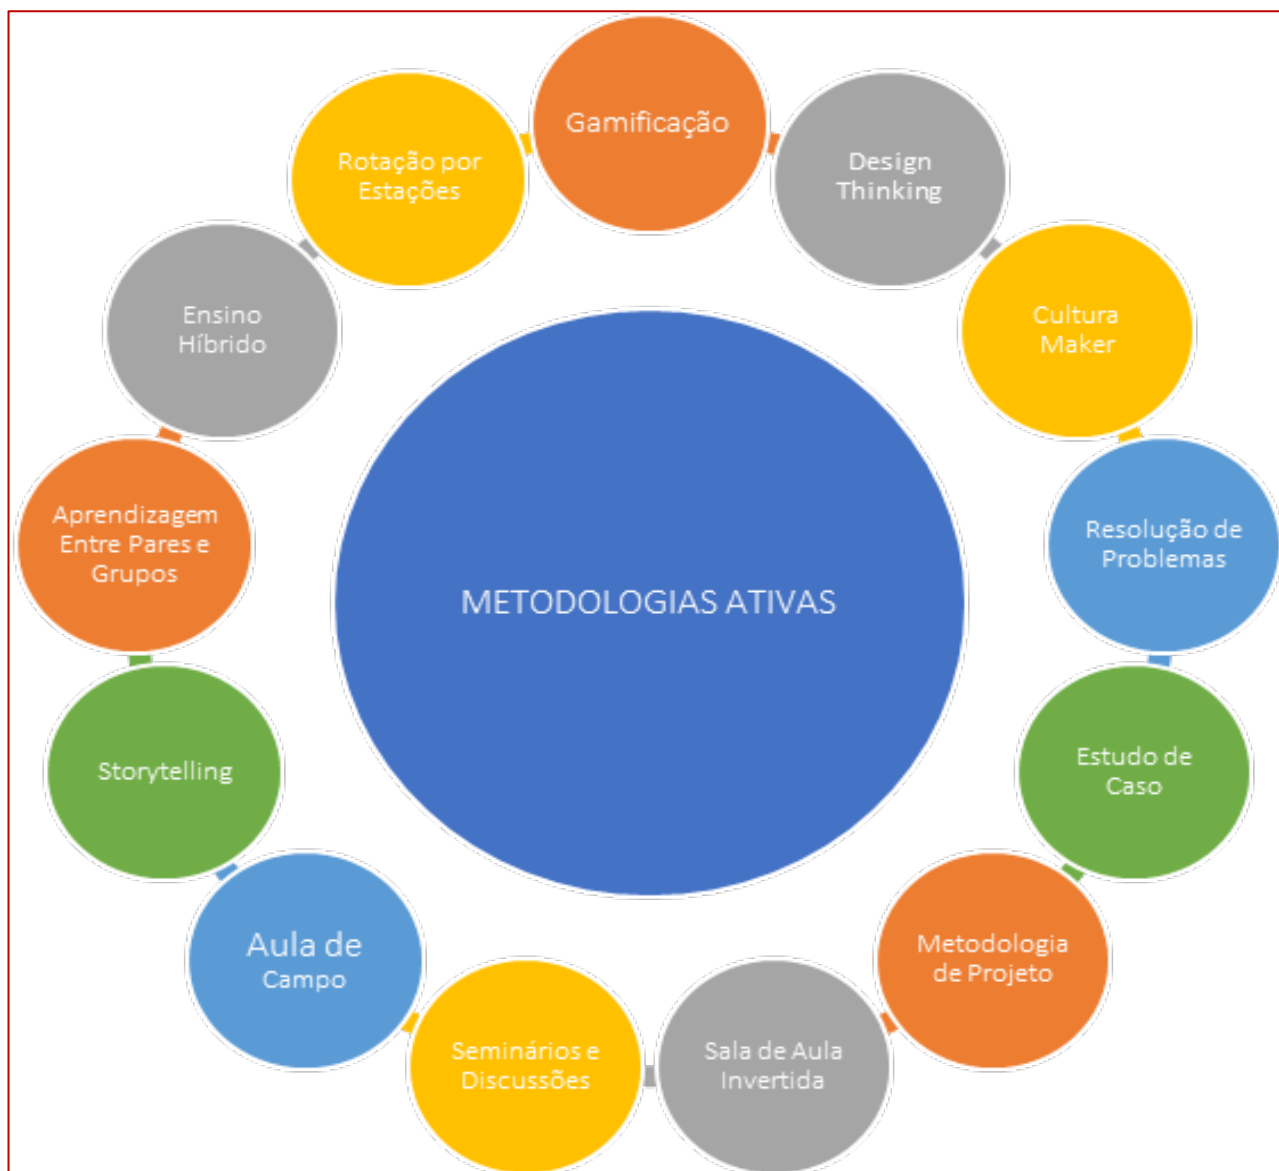 Gamificação
Design
Thinking
Cultura
Maker
Resolução de
Problemas
Estudo de
Caso
Metodologia
de Projeto
Sala de Aula
Invertida
Seminários e
Discussões
Aula de
Campo
Storytelling
Aprendizagem
Entre Pares e
Grupos
Ensino
Híbrido
Rotação por
Estações
METODOLOGIAS ATIVAS